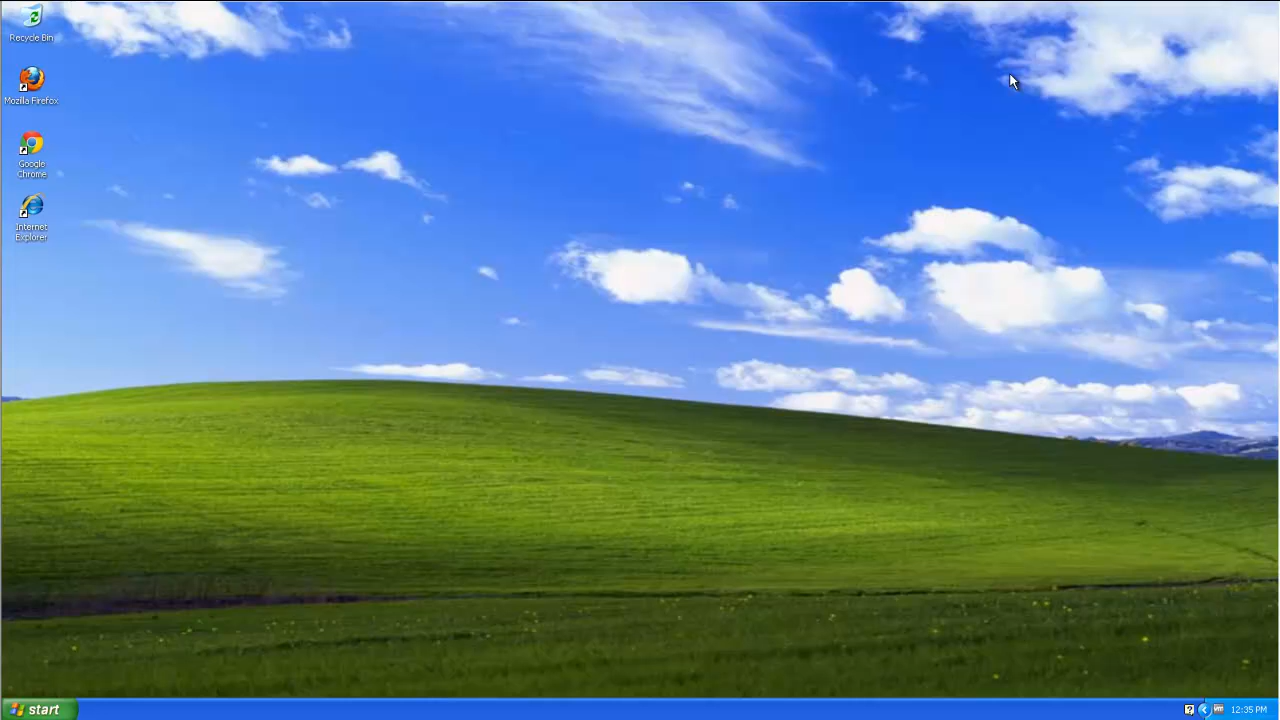 Recycle Bin
Mozilla Firefox
Google
Chrome
Internet
Explorer
start
12:35 PM